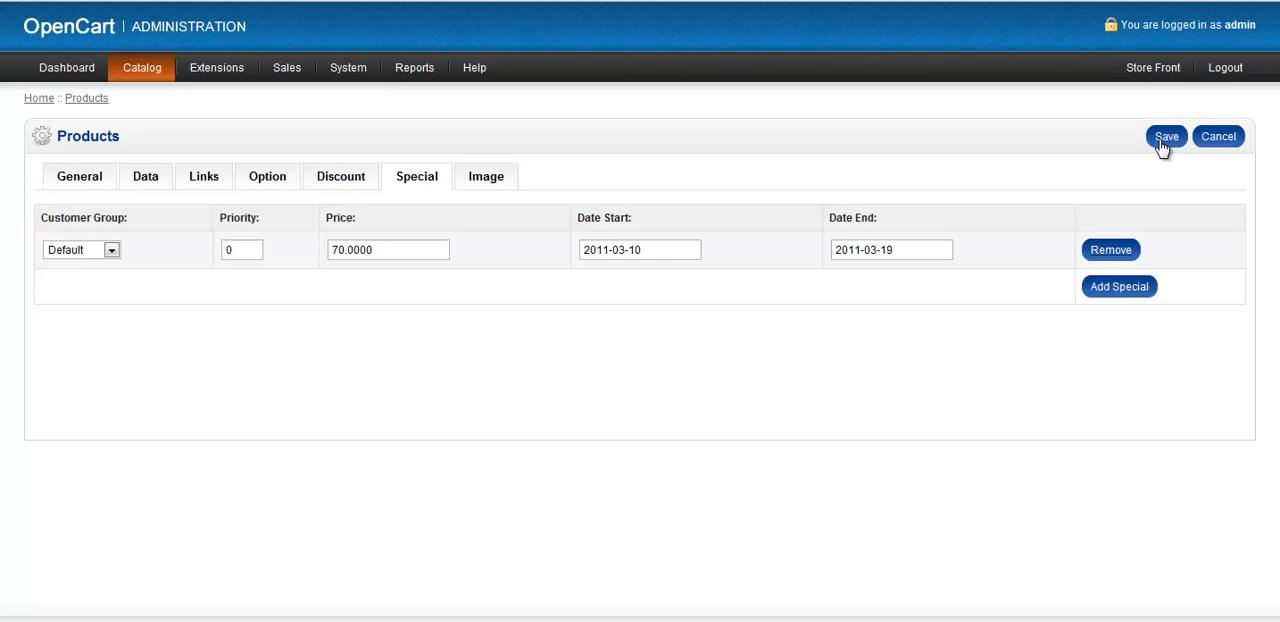 OpenCart | ADMINISTRATION
You are logged in as admin
Dashboard Catalog Extensions Sales System Reports Help Store Front Logout
Home :: Products
Products Save Cancel
General Data Links Option Discount Special Image
Customer Group: Priority: Price: Date Start: Date End:
Default 0 70.0000 2011-03-10 2011-03-19 Remove
Add Special